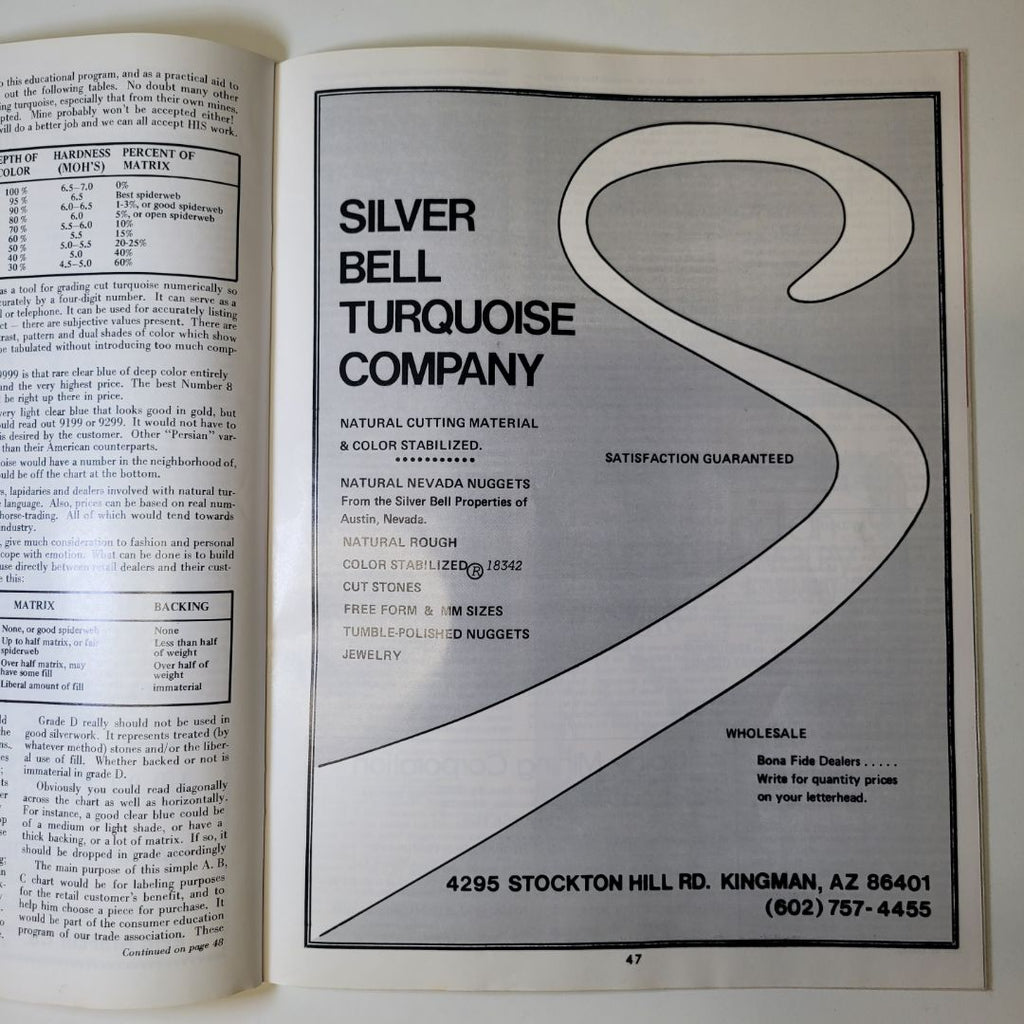 this educational program, and as a practical aid to
out the following tables. No doubt many other
ing turquoise, especially that from their own mines,
pted. Mine probably won't be accepted either!
will do a better job and we can all accept HIS work.
EPTH OF HARDNESS PERCENT OF
COLOR (MOH'S) MATRIX
100 % 6.5–7.0 0%
95 % 6.5 Best spiderweb
90 % 6.0–6.5 1-3%, or good spiderweb
80 % 6.0 5%, or open spiderweb
70 % 5.5–6.0 10%
60 % 5.5 15%
50 % 5.0–5.5 20-25%
40 % 5.0 40%
30 % 4.5–5.0 60%
as a tool for grading cut turquoise numerically so
curately by a four-digit number. It can serve as a
l or telephone. It can be used for accurately listing
ct — there are subjective values present. There are
rast, pattern and dual shades of color which show
be tabulated without introducing too much comp-
9999 is that rare clear blue of deep color entirely
and the very highest price. The best Number 8
be right up there in price.
very light clear blue that looks good in gold, but
uld read out 9199 or 9299. It would not have to
is desired by the customer. Other "Persian" var-
than their American counterparts.
oise would have a number in the neighborhood of,
uld be off the chart at the bottom.
s, lapidaries and dealers involved with natural tur-
language. Also, prices can be based on real num-
horse-trading. All of which would tend towards
ndustry.
, give much consideration to fashion and personal
cope with emotion. What can be done is to build
use directly between retail dealers and their cust-
e this:
MATRIX BACKING
None, or good spiderweb None
Up to half matrix, or fair Less than half
spiderweb of weight
Over half matrix, may Over half of
have some fill weight
Liberal amount of fill immaterial
Grade D really should not be used in
good silverwork. It represents treated (by
whatever method) stones and/or the liber-
al use of fill. Whether backed or not is
immaterial in grade D.
Obviously you could read diagonally
across the chart as well as horizontally.
For instance, a good clear blue could be
of a medium or light shade, or have a
thick backing, or a lot of matrix. If so, it
should be dropped in grade accordingly
The main purpose of this simple A. B,
C chart would be for labeling purposes
for the retail customer's benefit, and to
help him choose a piece for purchase. It
would be part of the consumer education
program of our trade association. These
Continued on page 48
SILVER
BELL
TURQUOISE
COMPANY
NATURAL CUTTING MATERIAL
& COLOR STABILIZED.
SATISFACTION GUARANTEED
NATURAL NEVADA NUGGETS
From the Silver Bell Properties of
Austin, Nevada.
NATURAL ROUGH
COLOR STABILIZED ® 18342
CUT STONES
FREE FORM & MM SIZES
TUMBLE-POLISHED NUGGETS
JEWELRY
WHOLESALE
Bona Fide Dealers . . . . .
Write for quantity prices
on your letterhead.
4295 STOCKTON HILL RD. KINGMAN, AZ 86401
(602) 757-4455
47